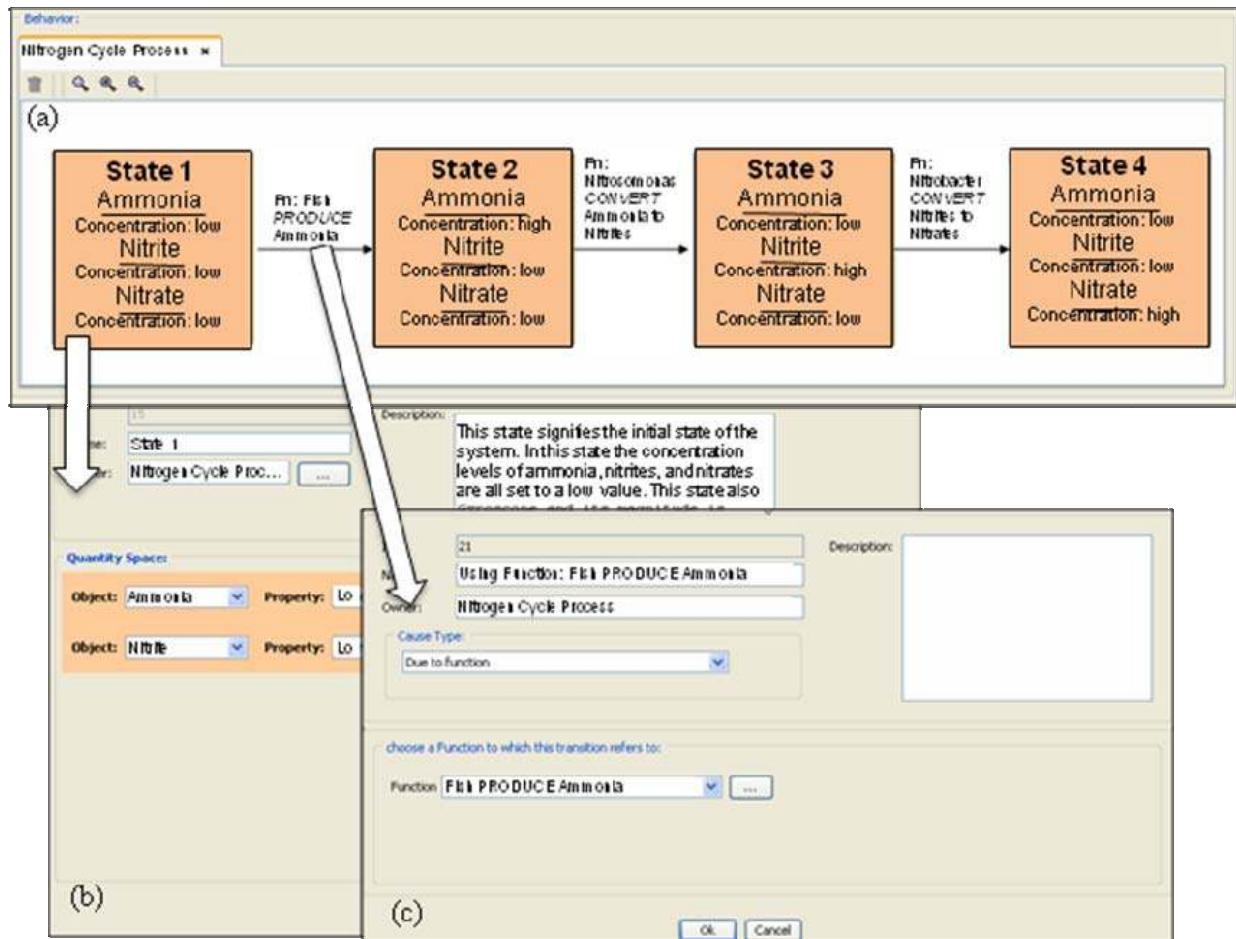 Behavior:
Nitrogen Cycle Process
(a)
State 1
Ammonia
Concentration: low
Nitrite
Concentration: low
Nitrate
Concentration: low
Fn: Fish
PRODUCE
Ammonia
State 2
Ammonia
Concentration: high
Nitrite
Concentration: low
Nitrate
Concentration: low
Fn:
Nitrosomonas
CONVERT
Ammonia to
Nitrites
State 3
Ammonia
Concentration: low
Nitrite
Concentration: high
Nitrate
Concentration: low
Fn:
Nitrobacter
CONVERT
Nitrites to
Nitrates
State 4
Ammonia
Concentration: low
Nitrite
Concentration: low
Nitrate
Concentration: high
15
State 1
Nitrogen Cycle Proc... ...
Description:
This state signifies the initial state of the
system. In this state the concentration
levels of ammonia, nitrites, and nitrates
are all set to a low value. This state also
Quantity Space:
Object: Ammonia Property: Lo
Object: Nitrite Property: Lo
(b)
21
Using Function: Fish PRODUCE Ammonia
Owner: Nitrogen Cycle Process
Description:
Cause Type:
Due to function
choose a Function to which this transition refers to:
Function Fish PRODUCE Ammonia ...
(c)
Ok Cancel